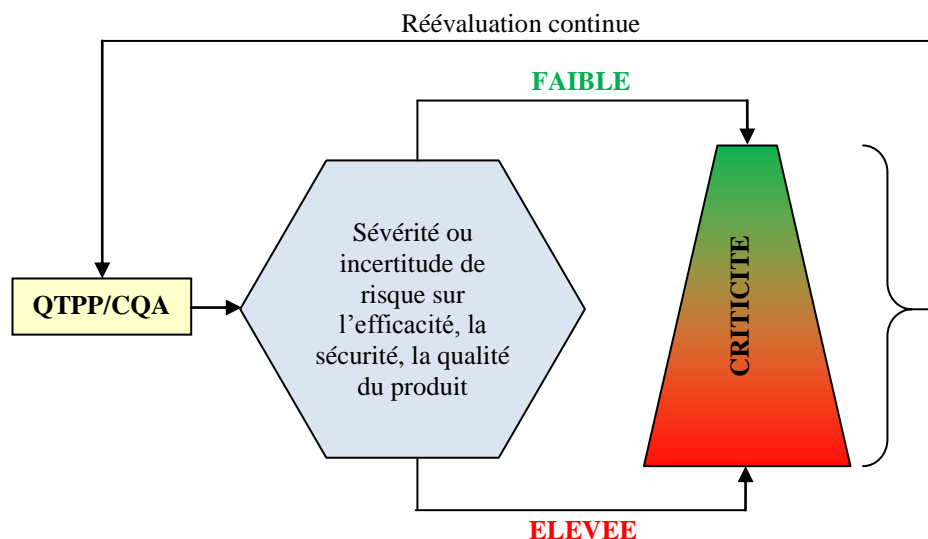 Réévaluation continue
FAIBLE
Sévérité ou
incertitude de
risque sur
l’efficacité, la
sécurité, la qualité
du produit
QTPP/CQA
CRITICITE
ELEVEE